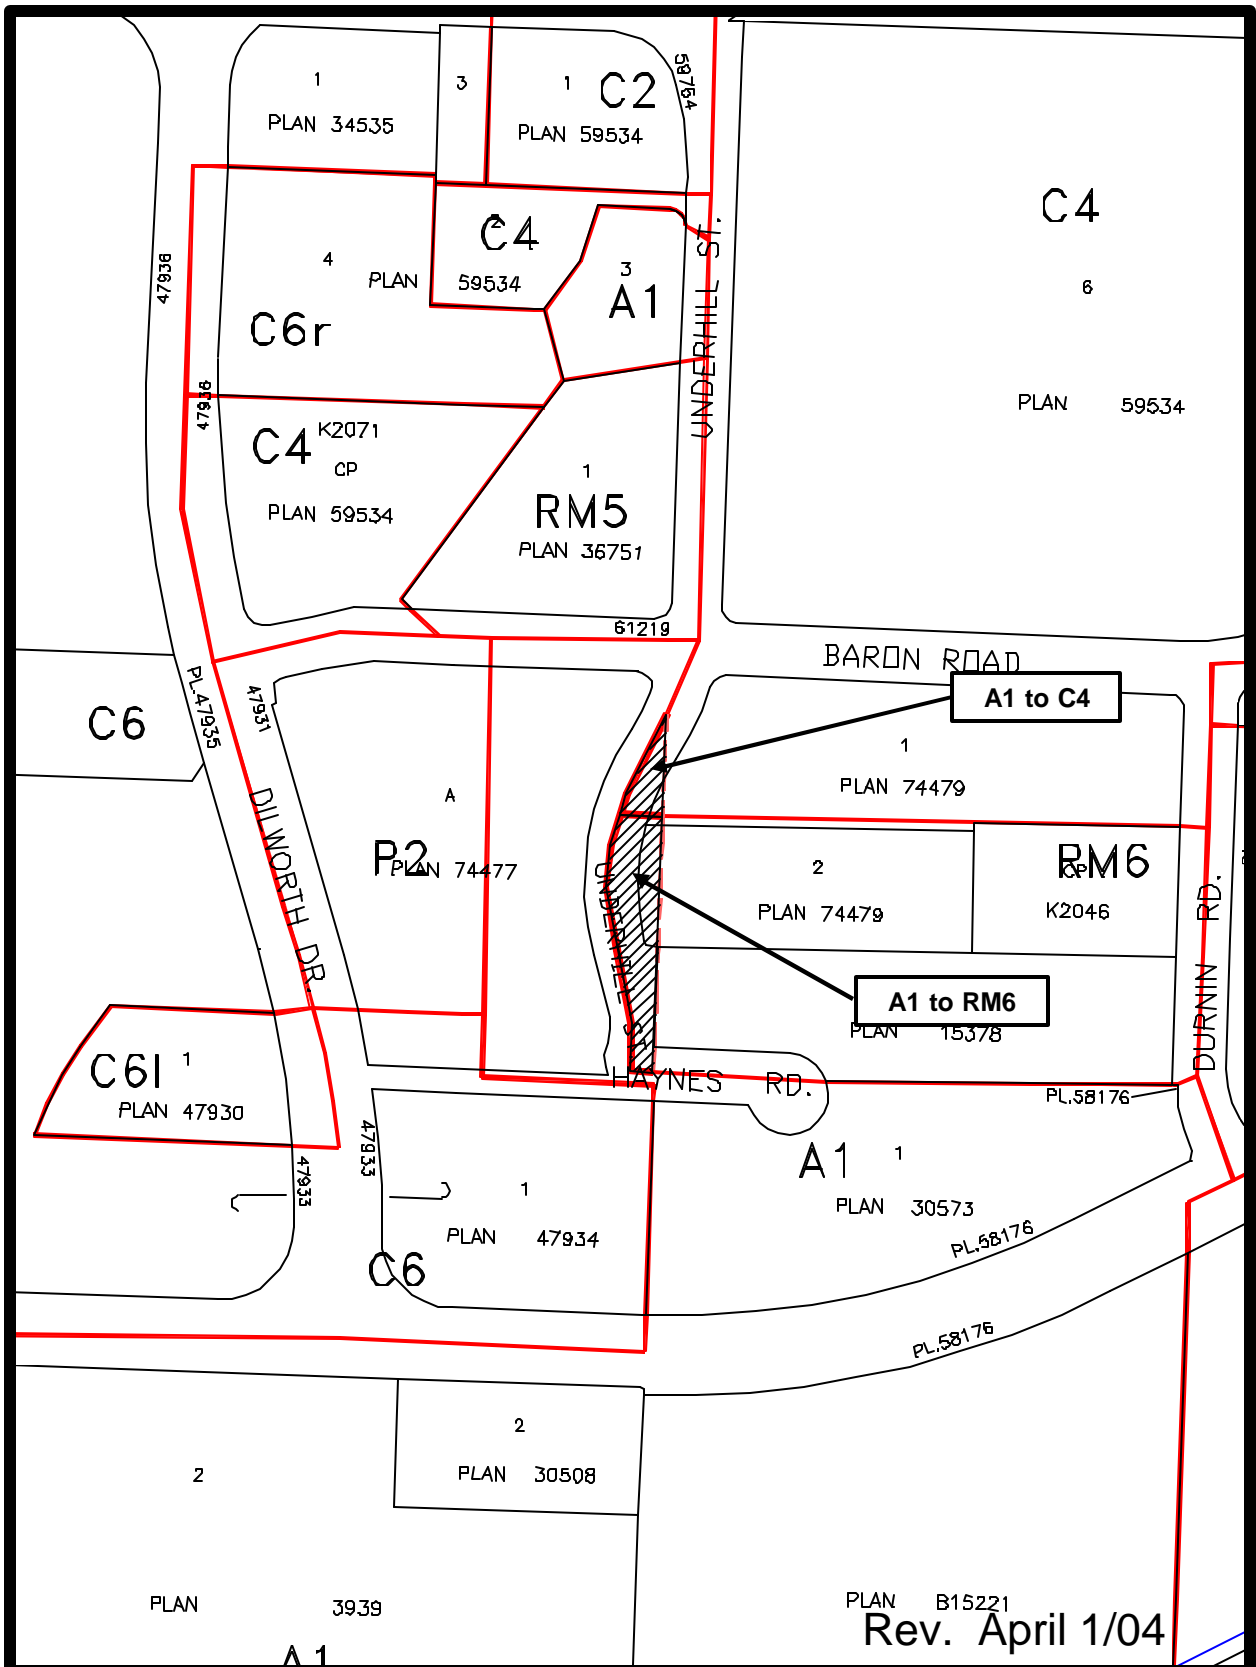 1
PLAN 34535
3
1
C2
PLAN 59534
59764
C4
6
PLAN 59534
47936
4
C6r
2
C4
PLAN 59534
3
A1
UNDERHILL ST.
47936
C4
K2071
CP
PLAN 59534
1
RM5
PLAN 36751
61219
BARON ROAD
A1 to C4
C6
PL.47935
47931
DILWORTH DR.
A
P2
PLAN 74477
1
PLAN 74479
2
PLAN 74479
RM6
CP
K2046
UNDERHILL ST.
DURNIN RD.
A1 to RM6
PLAN 15378
C6l
1
PLAN 47930
HAYNES RD.
PL.58176
47933
47933
1
PLAN 47934
C6
A1
1
PLAN 30573
PL.58176
PL.58176
2
PLAN 30508
2
PLAN 3939
A1
PLAN B15221
Rev. April 1/04